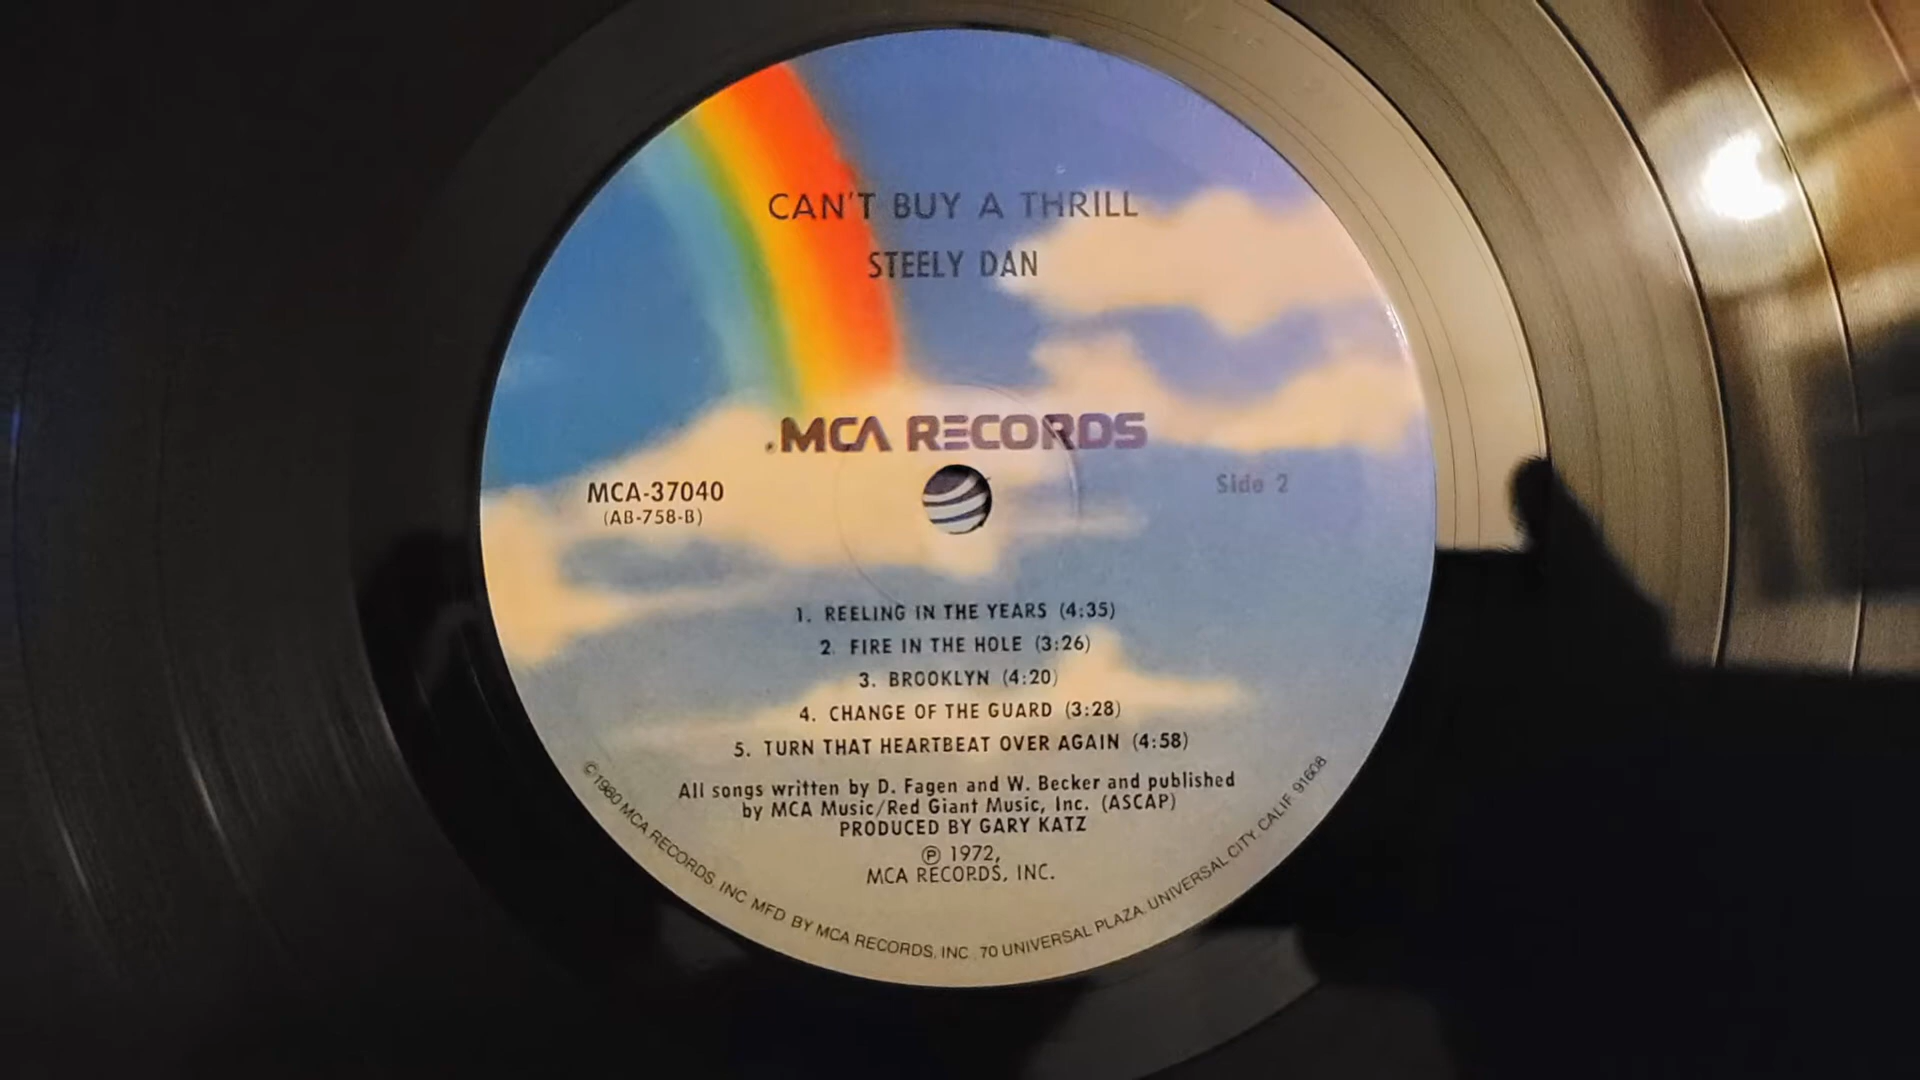 CAN'T BUY A THRILL
STEELY DAN
MCA RECORDS
MCA-37040
(AB-758-B)
Side 2
1. REELING IN THE YEARS (4:35)
2. FIRE IN THE HOLE (3:26)
3. BROOKLYN (4:20)
4. CHANGE OF THE GUARD (3:28)
5. TURN THAT HEARTBEAT OVER AGAIN (4:58)
All songs written by D. Fagen and W. Becker and published
by MCA Music/Red Giant Music, Inc. (ASCAP)
PRODUCED BY GARY KATZ
Ⓟ 1972,
MCA RECORDS, INC.
©1980 MCA RECORDS, INC. MFD BY MCA RECORDS, INC., 70 UNIVERSAL PLAZA, UNIVERSAL CITY, CALIF. 91608